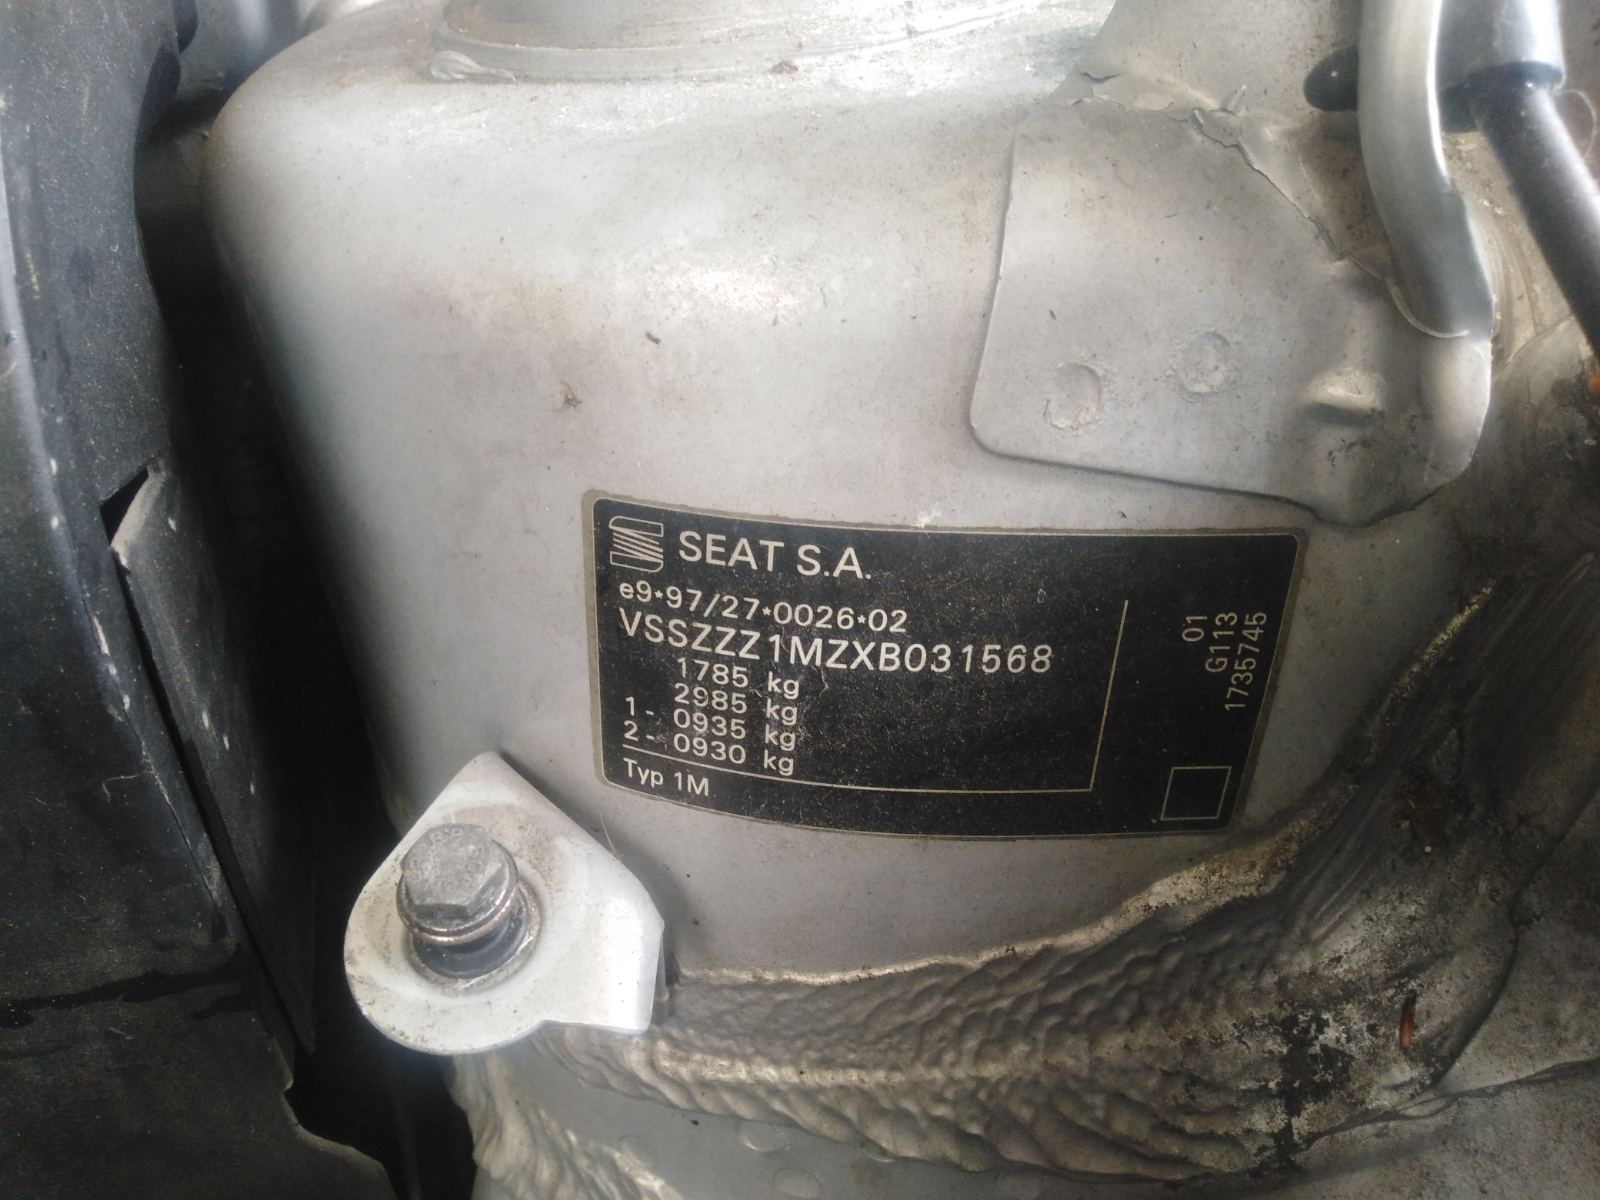 SEAT S.A.
e9*97/27*0026*02
VSSZZZ1MZXB031568
1785 kg
2985 kg
1- 0935 kg
2- 0930 kg
Typ 1M
01
G113
1735745